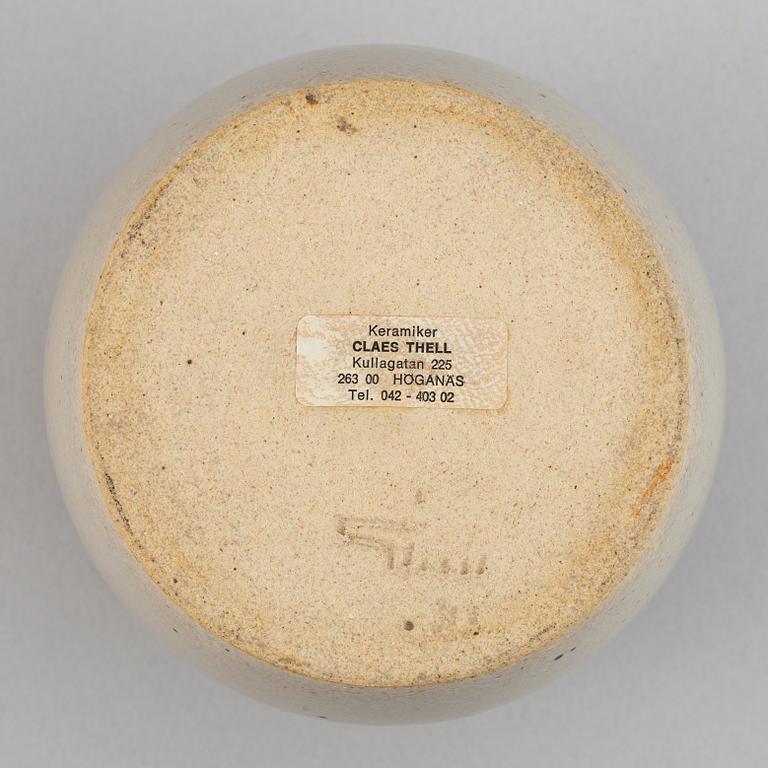 Keramiker
CLAES THELL
Kullagatan 225
263 00 HÖGANÄS
Tel. 042 - 403 02